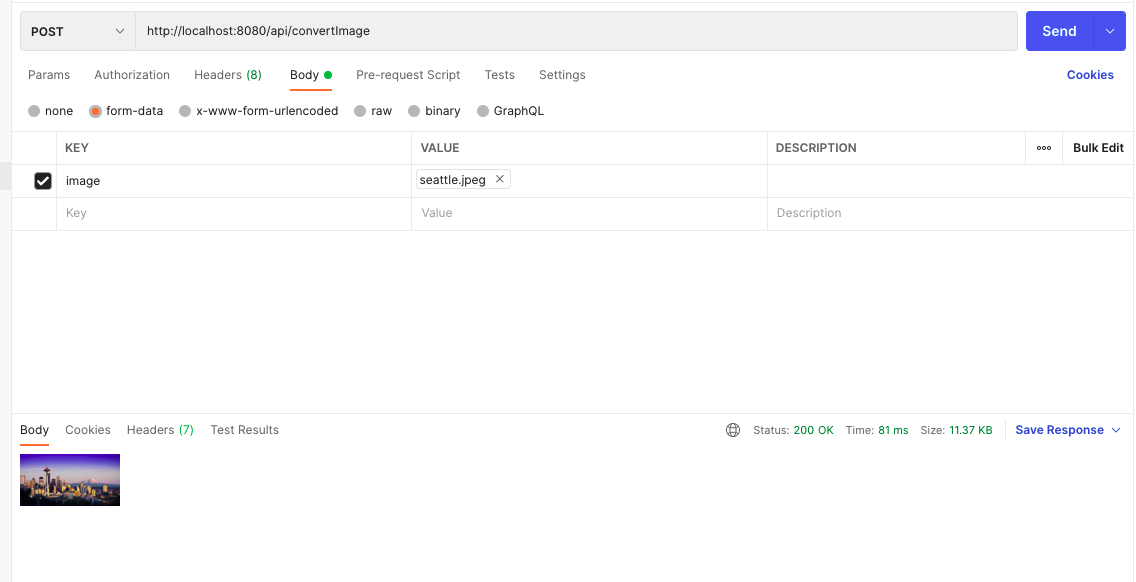 POST http://localhost:8080/api/convertImage Send
Params Authorization Headers (8) Body Pre-request Script Tests Settings Cookies
none form-data x-www-form-urlencoded raw binary GraphQL
KEY VALUE DESCRIPTION Bulk Edit
image seattle.jpeg
Key Value Description
Body Cookies Headers (7) Test Results Status: 200 OK Time: 81 ms Size: 11.37 KB Save Response